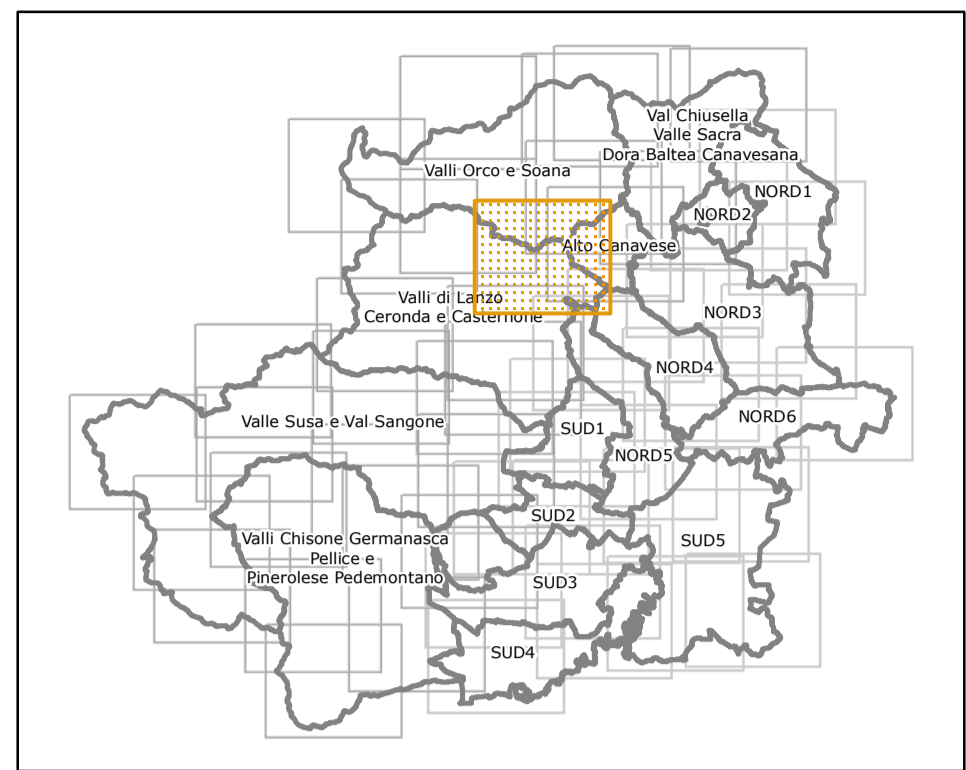 Val Chiusella
Valle Sacra
Dora Baltea Canavesana
Valli Orco e Soana
NORD1
NORD2
Alto Canavese
Valli di Lanzo
Ceronda e Casternone
NORD3
NORD4
NORD6
Valle Susa e Val Sangone
SUD1
NORD5
SUD2
SUD5
Valli Chisone Germanasca
Pellice e
Pinerolese Pedemontano
SUD3
SUD4